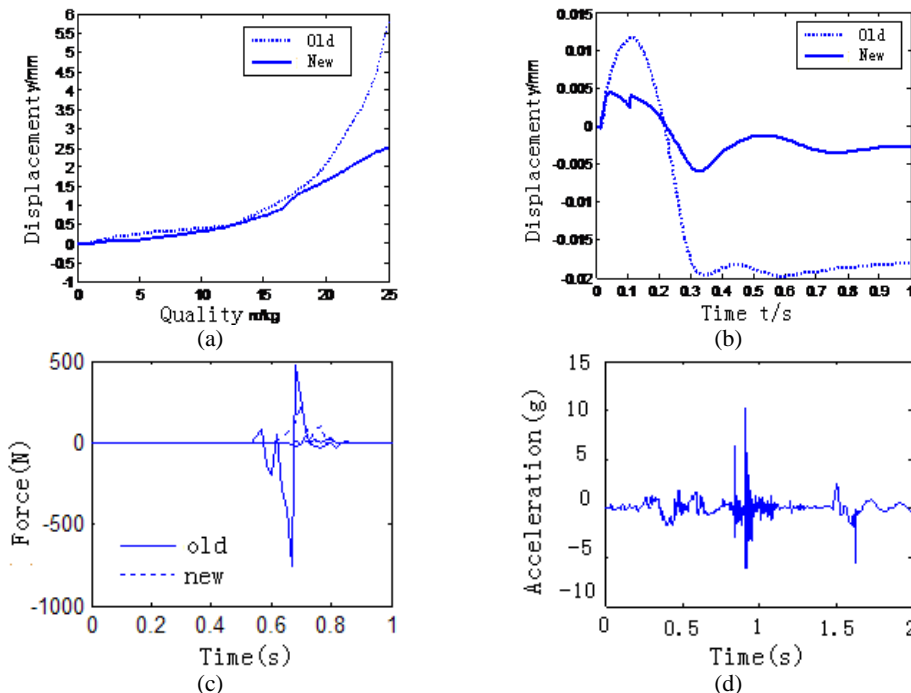 6
5.5
5
4.5
4
3.5
3
2.5
2
1.5
1
0.5
0
-0.5
-1
Displacement y/mm
Old
New
0 5 10 15 20 25
Quality m/kg
(a)
0.015
0.01
0.005
0
-0.005
-0.01
-0.015
-0.02
Displacement y/mm
Old
New
0 0.1 0.2 0.3 0.4 0.5 0.6 0.7 0.8 0.9 1
Time t/s
(b)
500
0
-500
-1000
Force(N)
old
new
0 0.2 0.4 0.6 0.8 1
Time(s)
(c)
15
10
5
0
-5
-10
Acceleration(g)
0 0.5 1 1.5 2
Time(s)
(d)